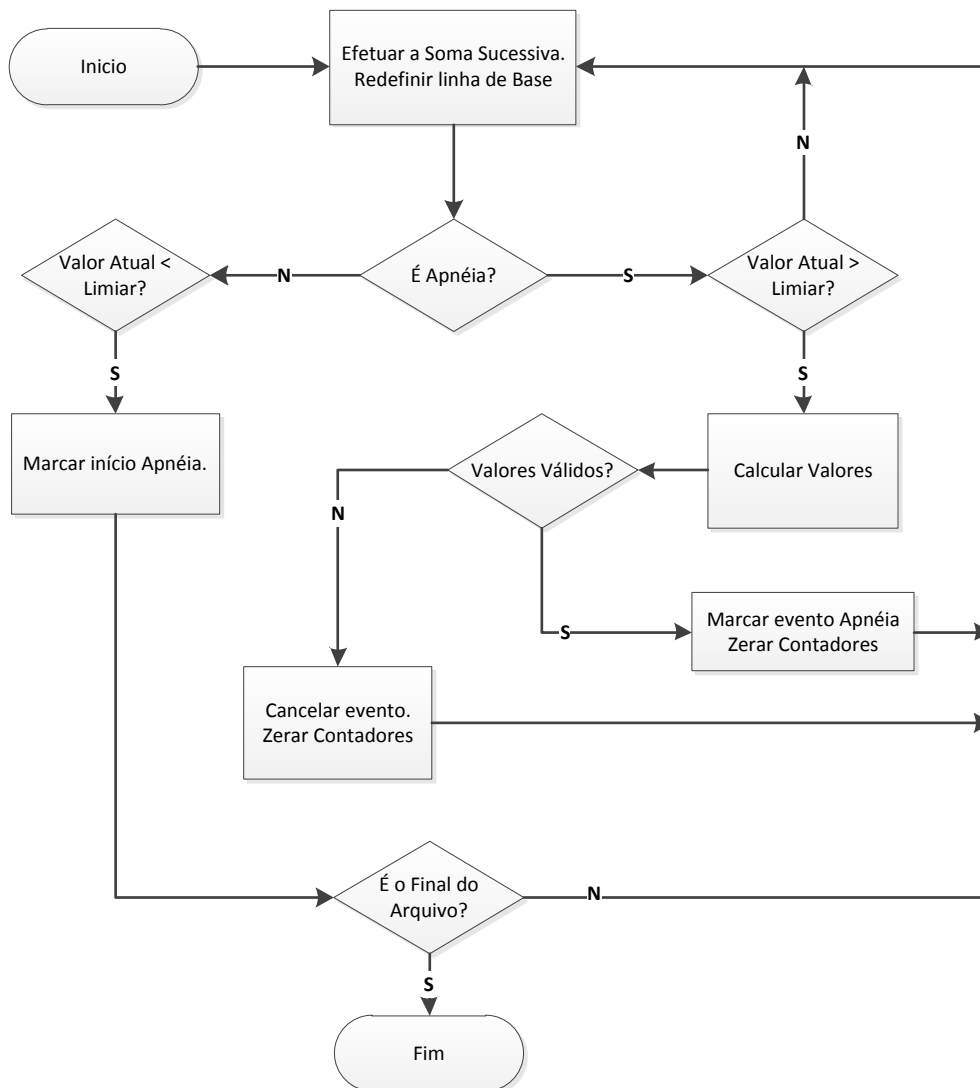 Inicio
Efetuar a Soma Sucessiva.
Redefinir linha de Base
N
Valor Atual <
Limiar?
N
É Apnéia?
S
Valor Atual >
Limiar?
S
S
Marcar início Apnéia.
Valores Válidos?
Calcular Valores
N
S
Marcar evento Apnéia
Zerar Contadores
Cancelar evento.
Zerar Contadores
É o Final do
Arquivo?
N
S
Fim